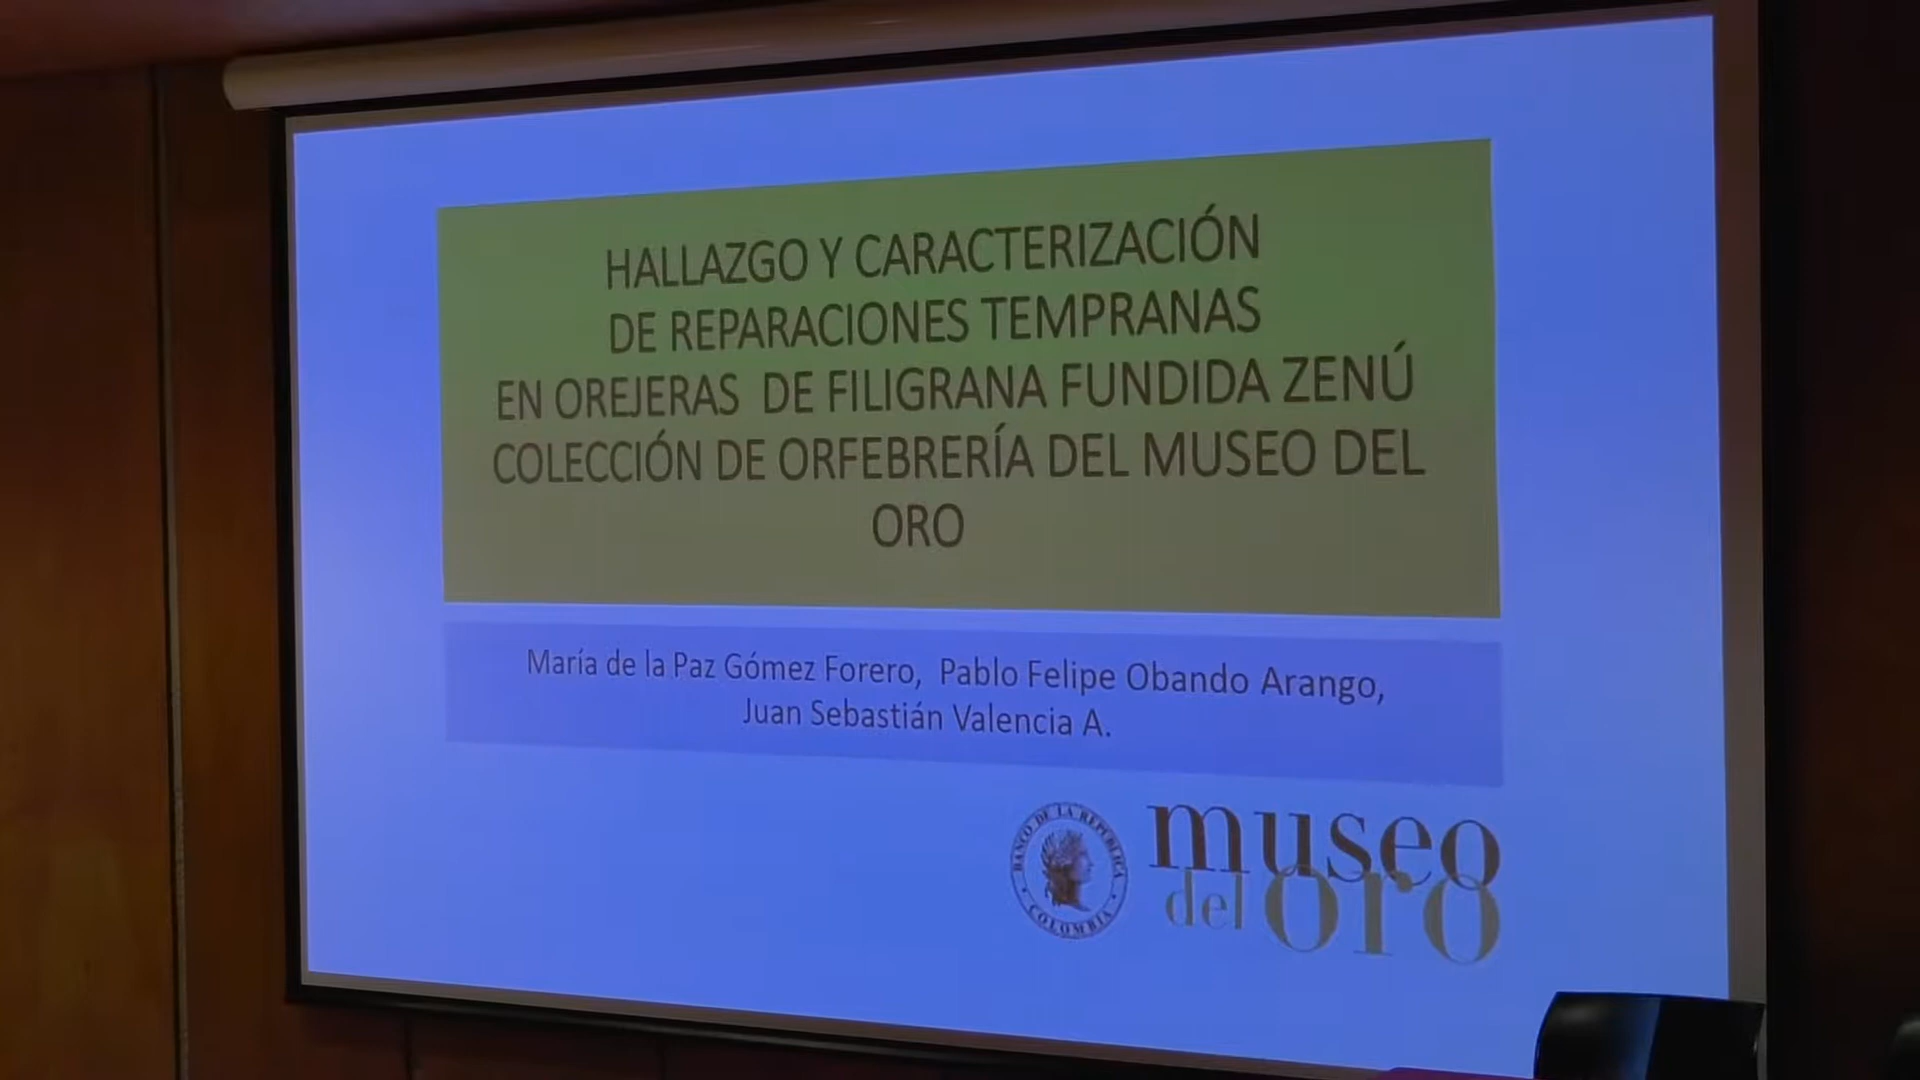 HALLAZGO Y CARACTERIZACIÓN
DE REPARACIONES TEMPRANAS
EN OREJERAS DE FILIGRANA FUNDIDA ZENÚ
COLECCIÓN DE ORFEBRERÍA DEL MUSEO DEL
ORO
María de la Paz Gómez Forero, Pablo Felipe Obando Arango,
Juan Sebastián Valencia A.
BANCO DE LA REPÚBLICA
COLOMBIA
museo
del oro